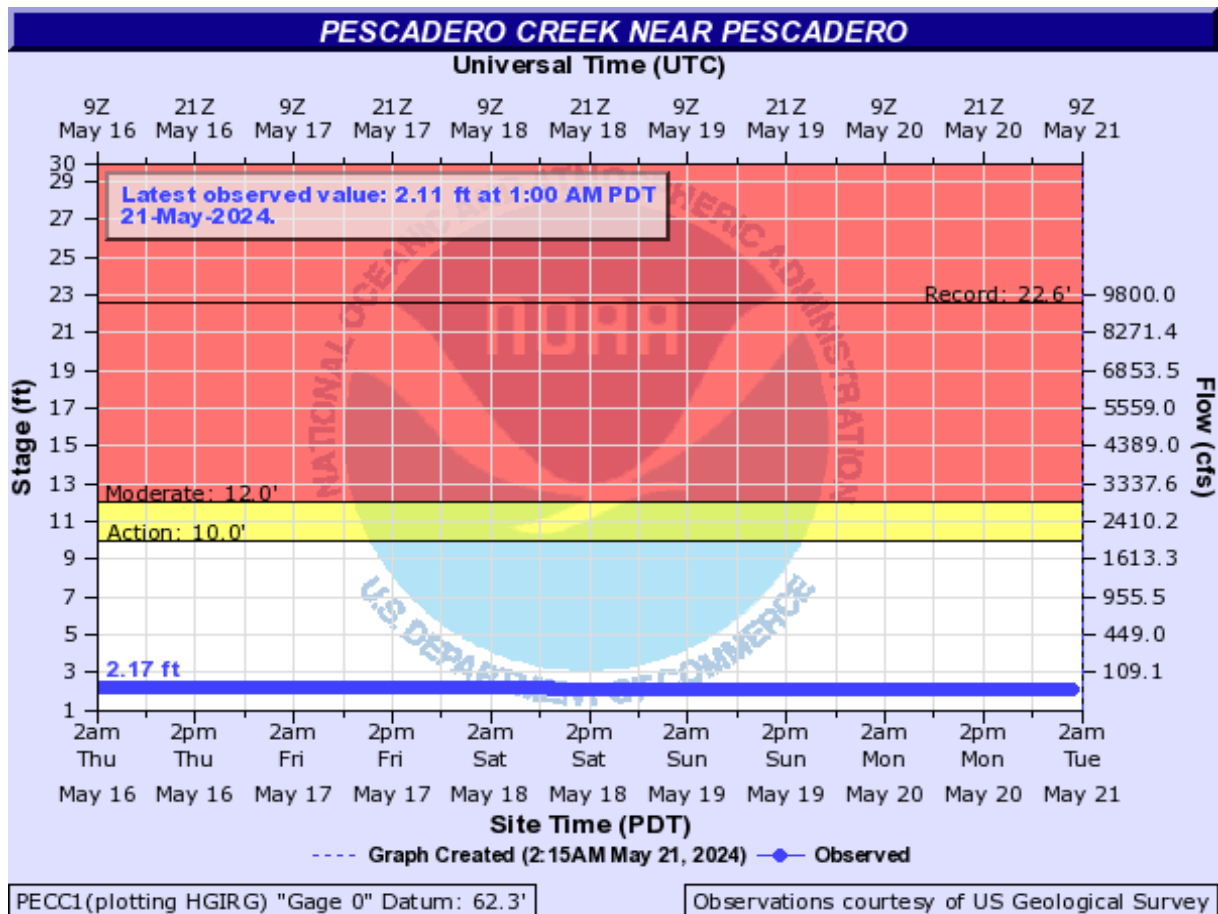 PESCADERO CREEK NEAR PESCADERO
Universal Time (UTC)
9Z 21Z 9Z 21Z 9Z 21Z 9Z 21Z 9Z 21Z 9Z
May 16 May 16 May 17 May 17 May 18 May 18 May 19 May 19 May 20 May 20 May 21
Latest observed value: 2.11 ft at 1:00 AM PDT
21-May-2024.
NATIONAL OCEANIC AND ATMOSPHERIC ADMINISTRATION
NOAA
U.S. DEPARTMENT OF COMMERCE
Stage (ft)
30
29
27
25
23
21
19
17
15
13
11
9
7
5
3
1
Record: 22.6'
Moderate: 12.0'
Action: 10.0'
2.17 ft
9800.0
8271.4
6853.5
5559.0
4389.0
3337.6
2410.2
1613.3
955.5
449.0
109.1
Flow (cfs)
2am 2pm 2am 2pm 2am 2pm 2am 2pm 2am 2pm 2am
Thu Thu Fri Fri Sat Sat Sun Sun Mon Mon Tue
May 16 May 16 May 17 May 17 May 18 May 18 May 19 May 19 May 20 May 20 May 21
Site Time (PDT)
---- Graph Created (2:15AM May 21, 2024) Observed
PECC1(plotting HGIRG) "Gage 0" Datum: 62.3'
Observations courtesy of US Geological Survey